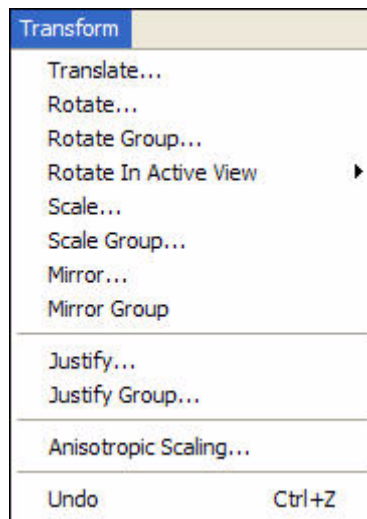 Transform
Translate...
Rotate...
Rotate Group...
Rotate In Active View
Scale...
Scale Group...
Mirror...
Mirror Group
Justify...
Justify Group...
Anisotropic Scaling...
Undo Ctrl+Z